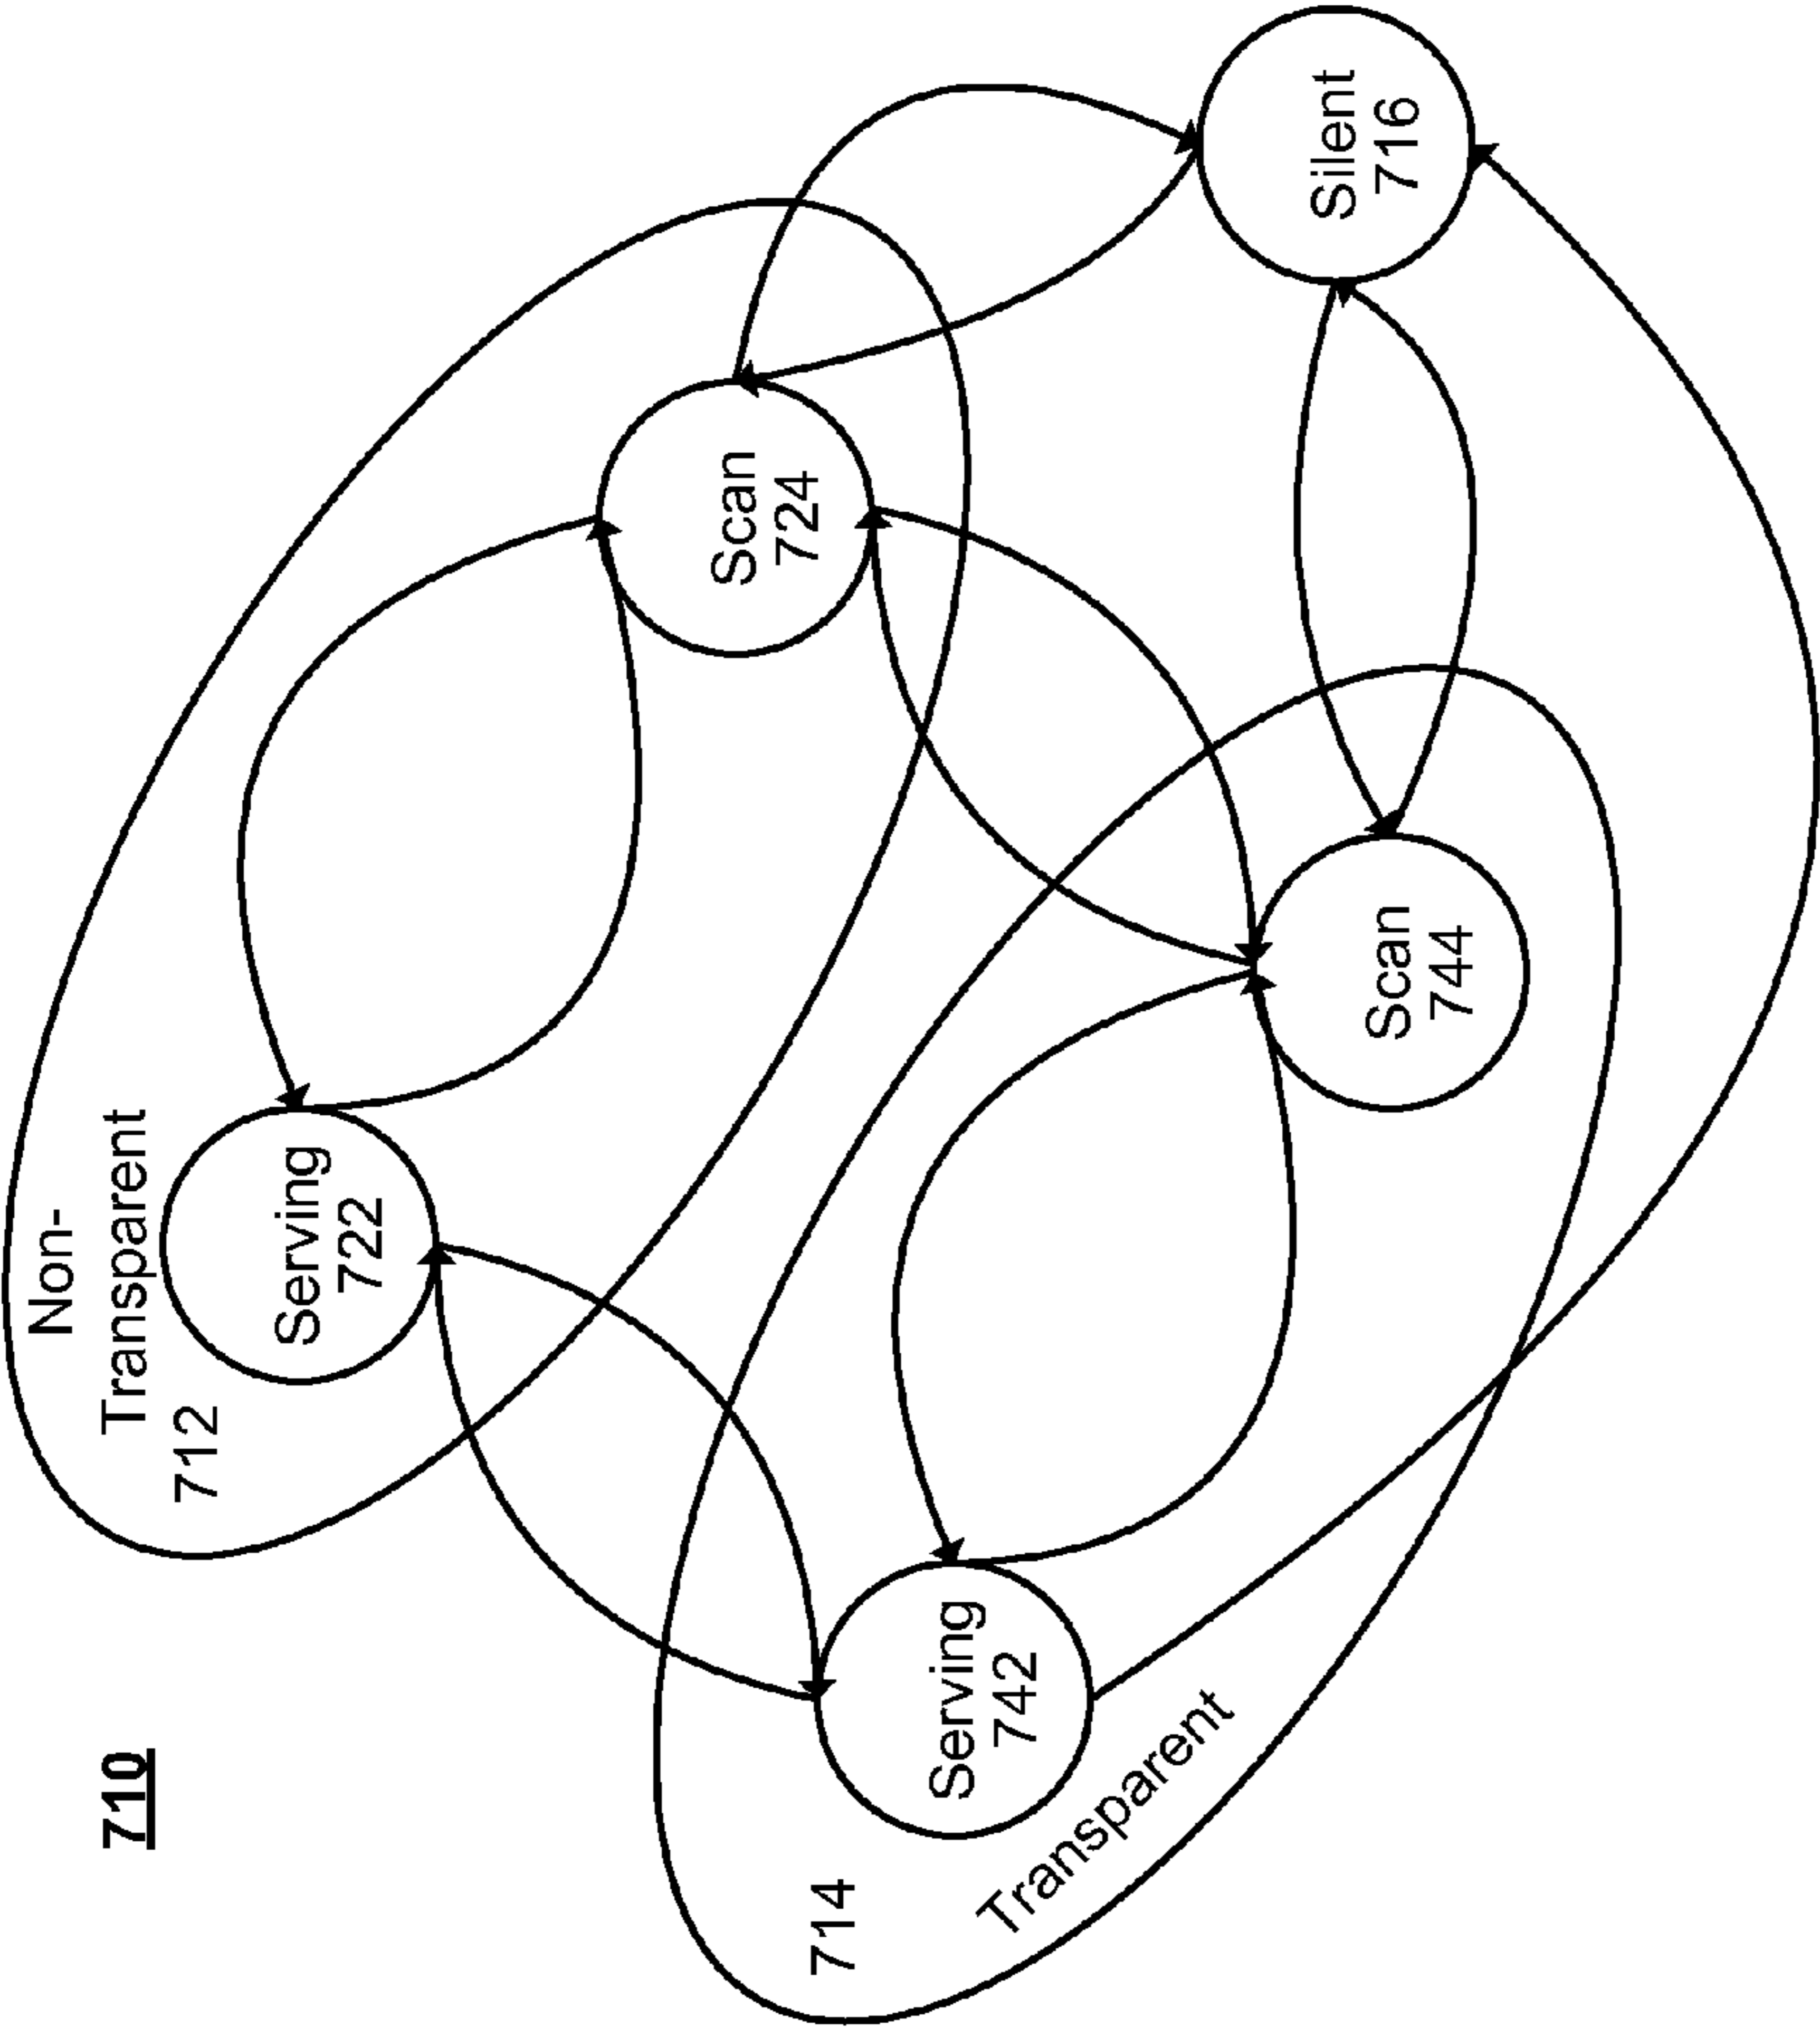 710
Non-
Transparent
712
Serving
722
Scan
724
714
Transparent
Serving
742
Scan
744
Silent
716